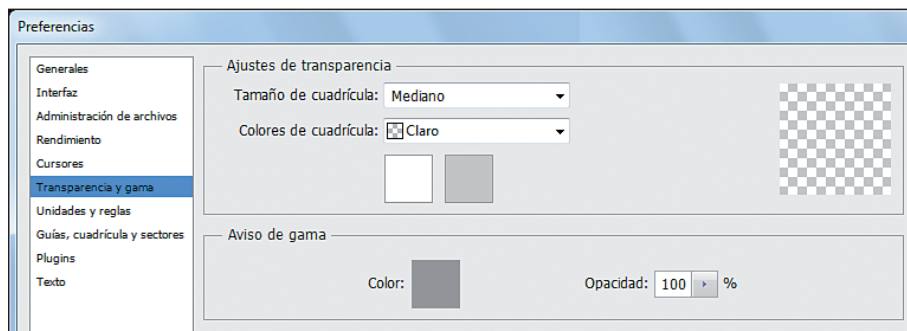 Preferencias
Generales
Interfaz
Administración de archivos
Rendimiento
Cursores
Transparencia y gama
Unidades y reglas
Guías, cuadrícula y sectores
Plugins
Texto
Ajustes de transparencia
Tamaño de cuadrícula: Mediano
Colores de cuadrícula: Claro
Aviso de gama
Color: Opacidad: 100 %